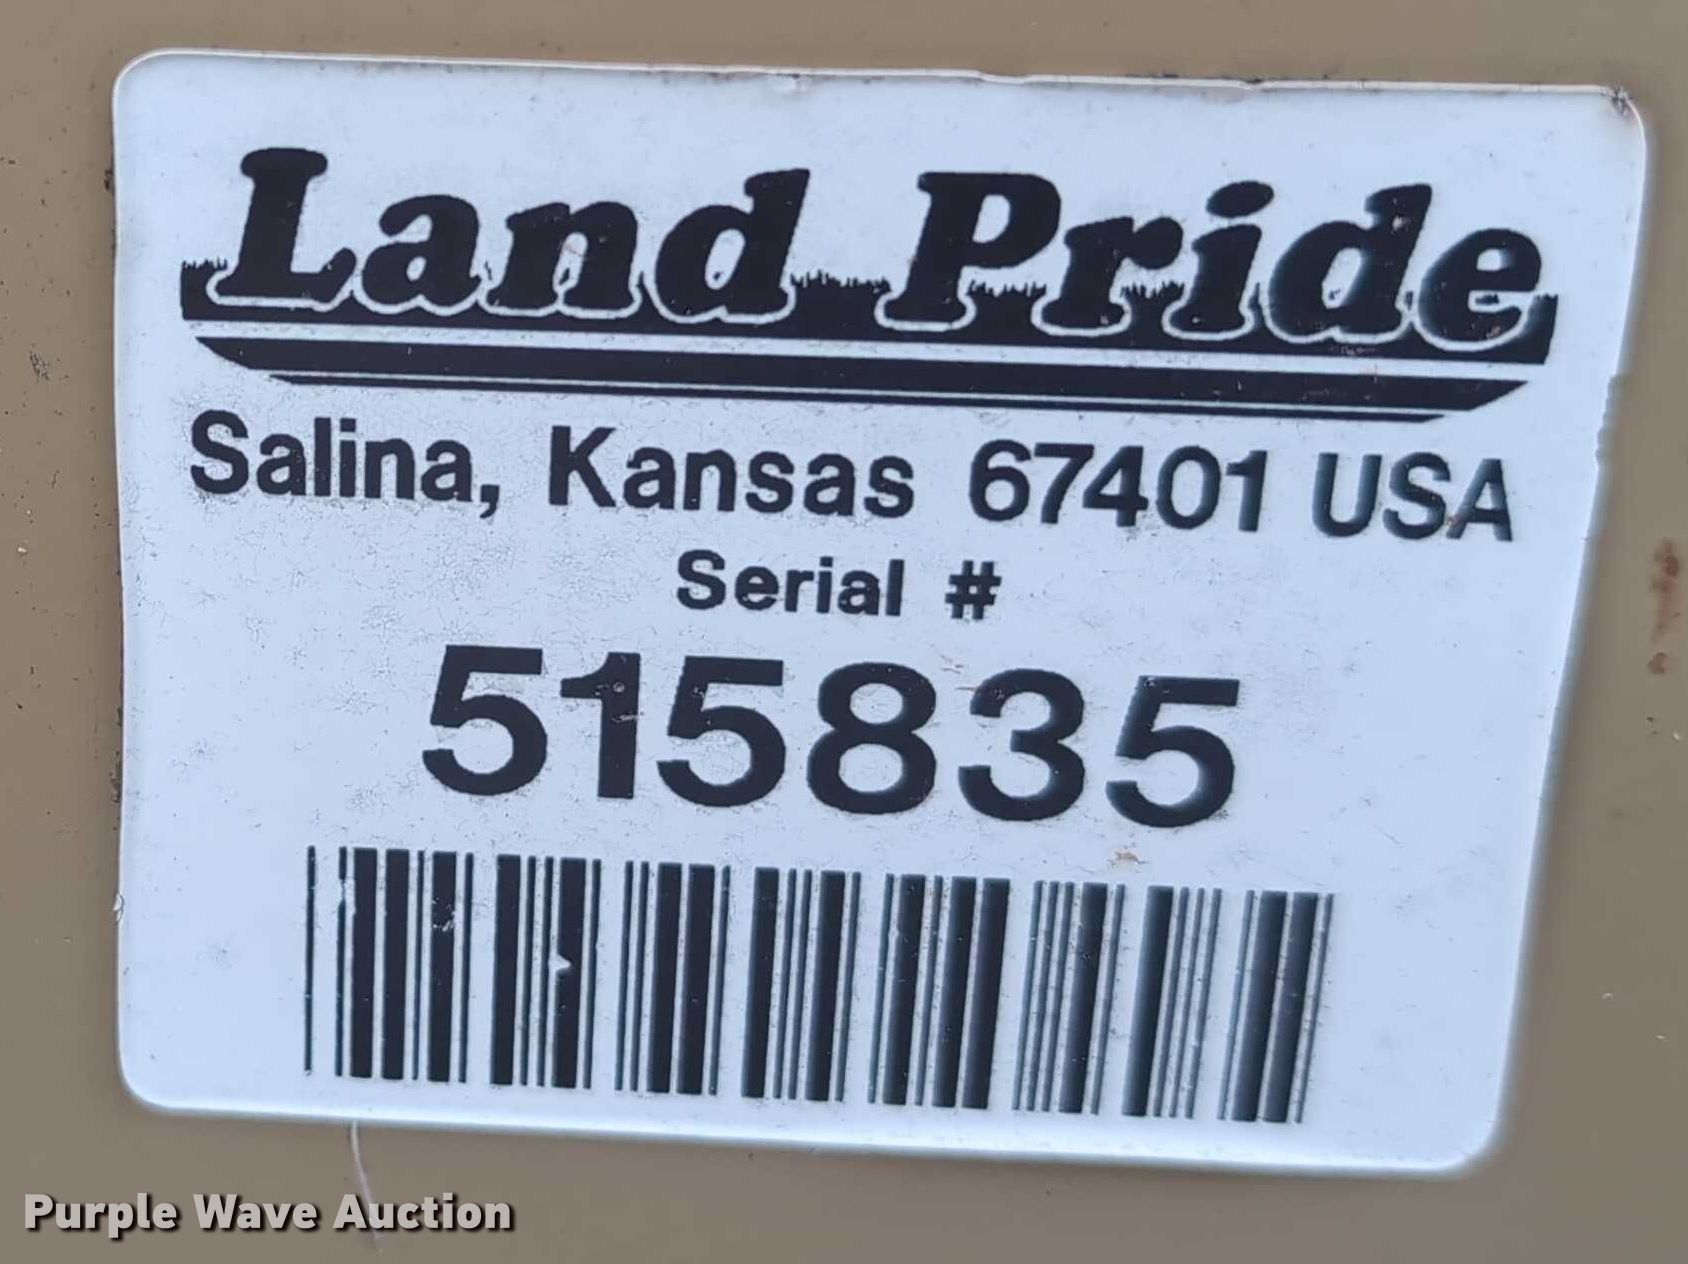 Land Pride
Salina, Kansas 67401 USA
Serial #
515835
Purple Wave Auction